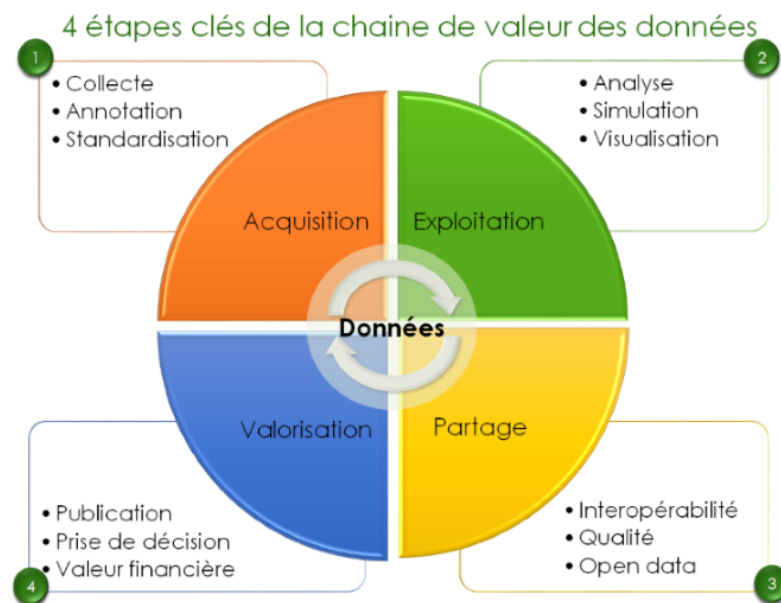 4 étapes clés de la chaine de valeur des données
1
• Collecte
• Annotation
• Standardisation
2
• Analyse
• Simulation
• Visualisation
Acquisition
Exploitation
Données
Valorisation
Partage
• Publication
• Prise de décision
• Valeur financière
4
• Interopérabilité
• Qualité
• Open data
3